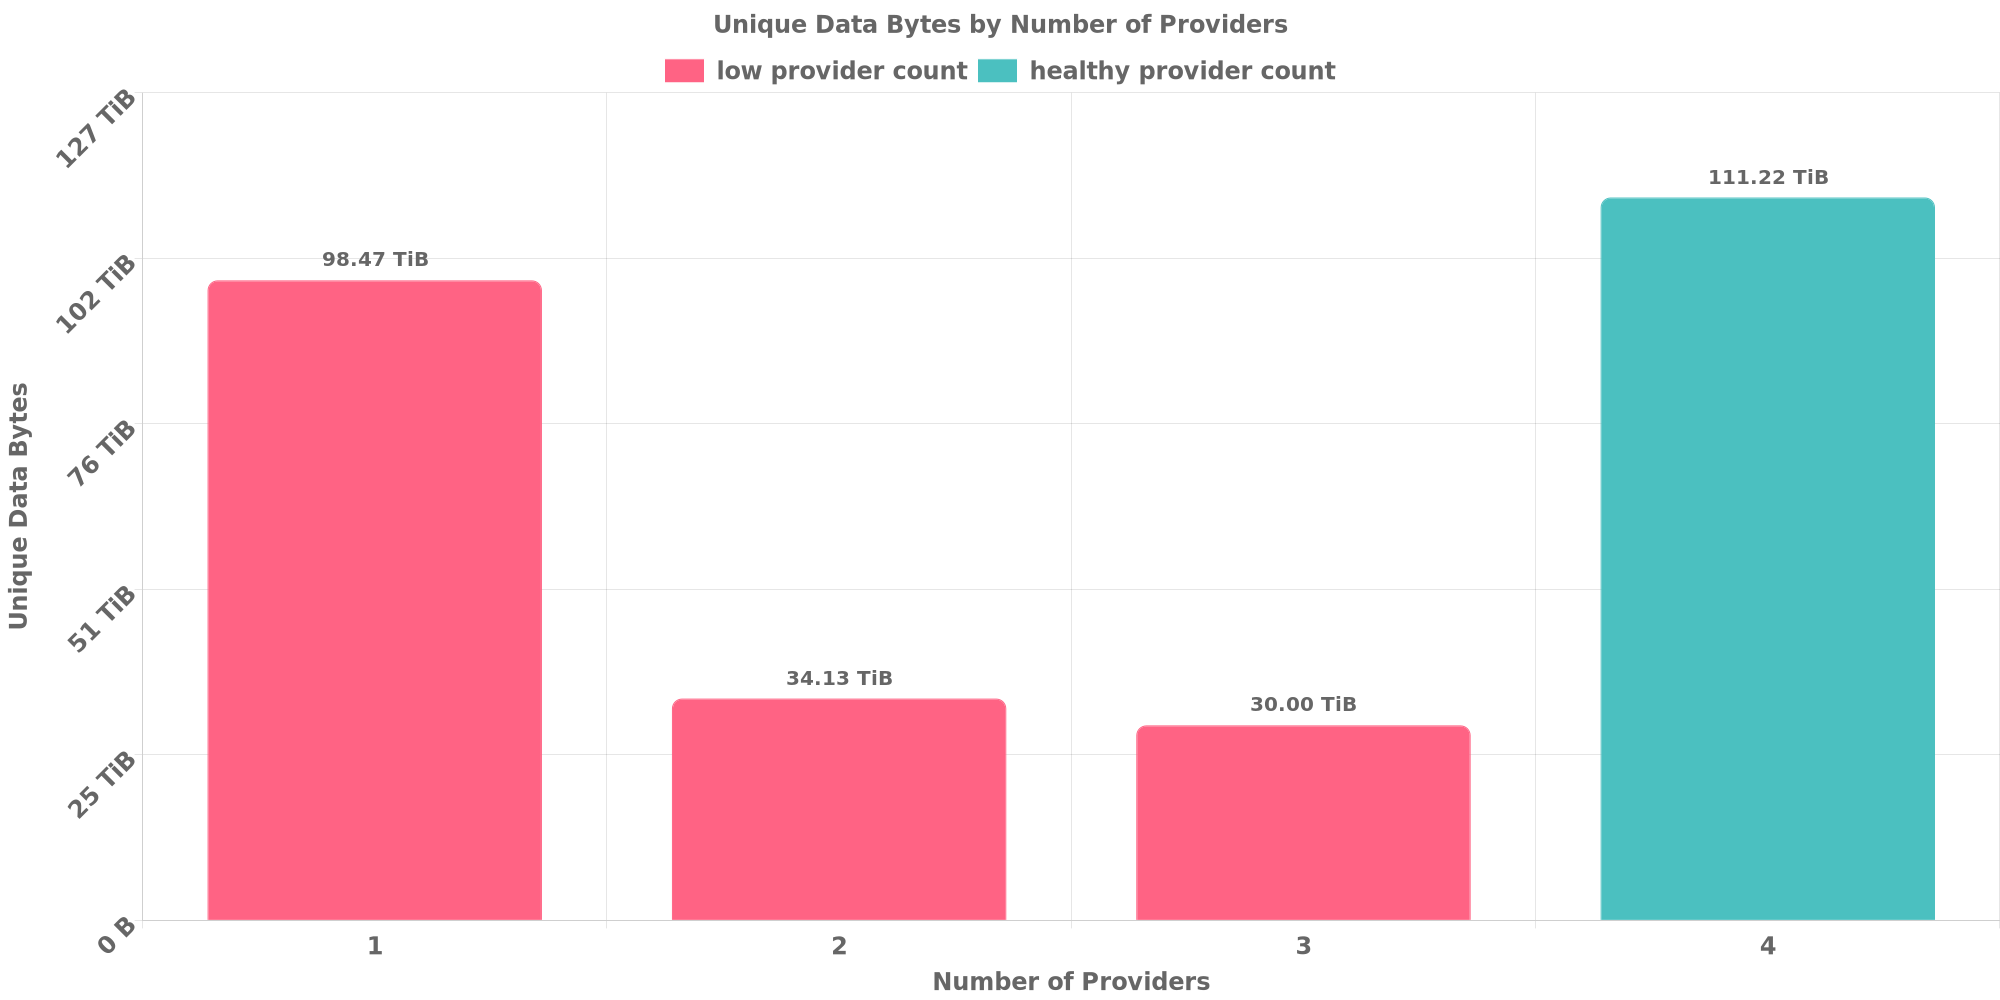 Unique Data Bytes by Number of Providers
low provider count healthy provider count
127 TiB
102 TiB
76 TiB
51 TiB
25 TiB
0 B
Unique Data Bytes
98.47 TiB
34.13 TiB
30.00 TiB
111.22 TiB
1 2 3 4
Number of Providers